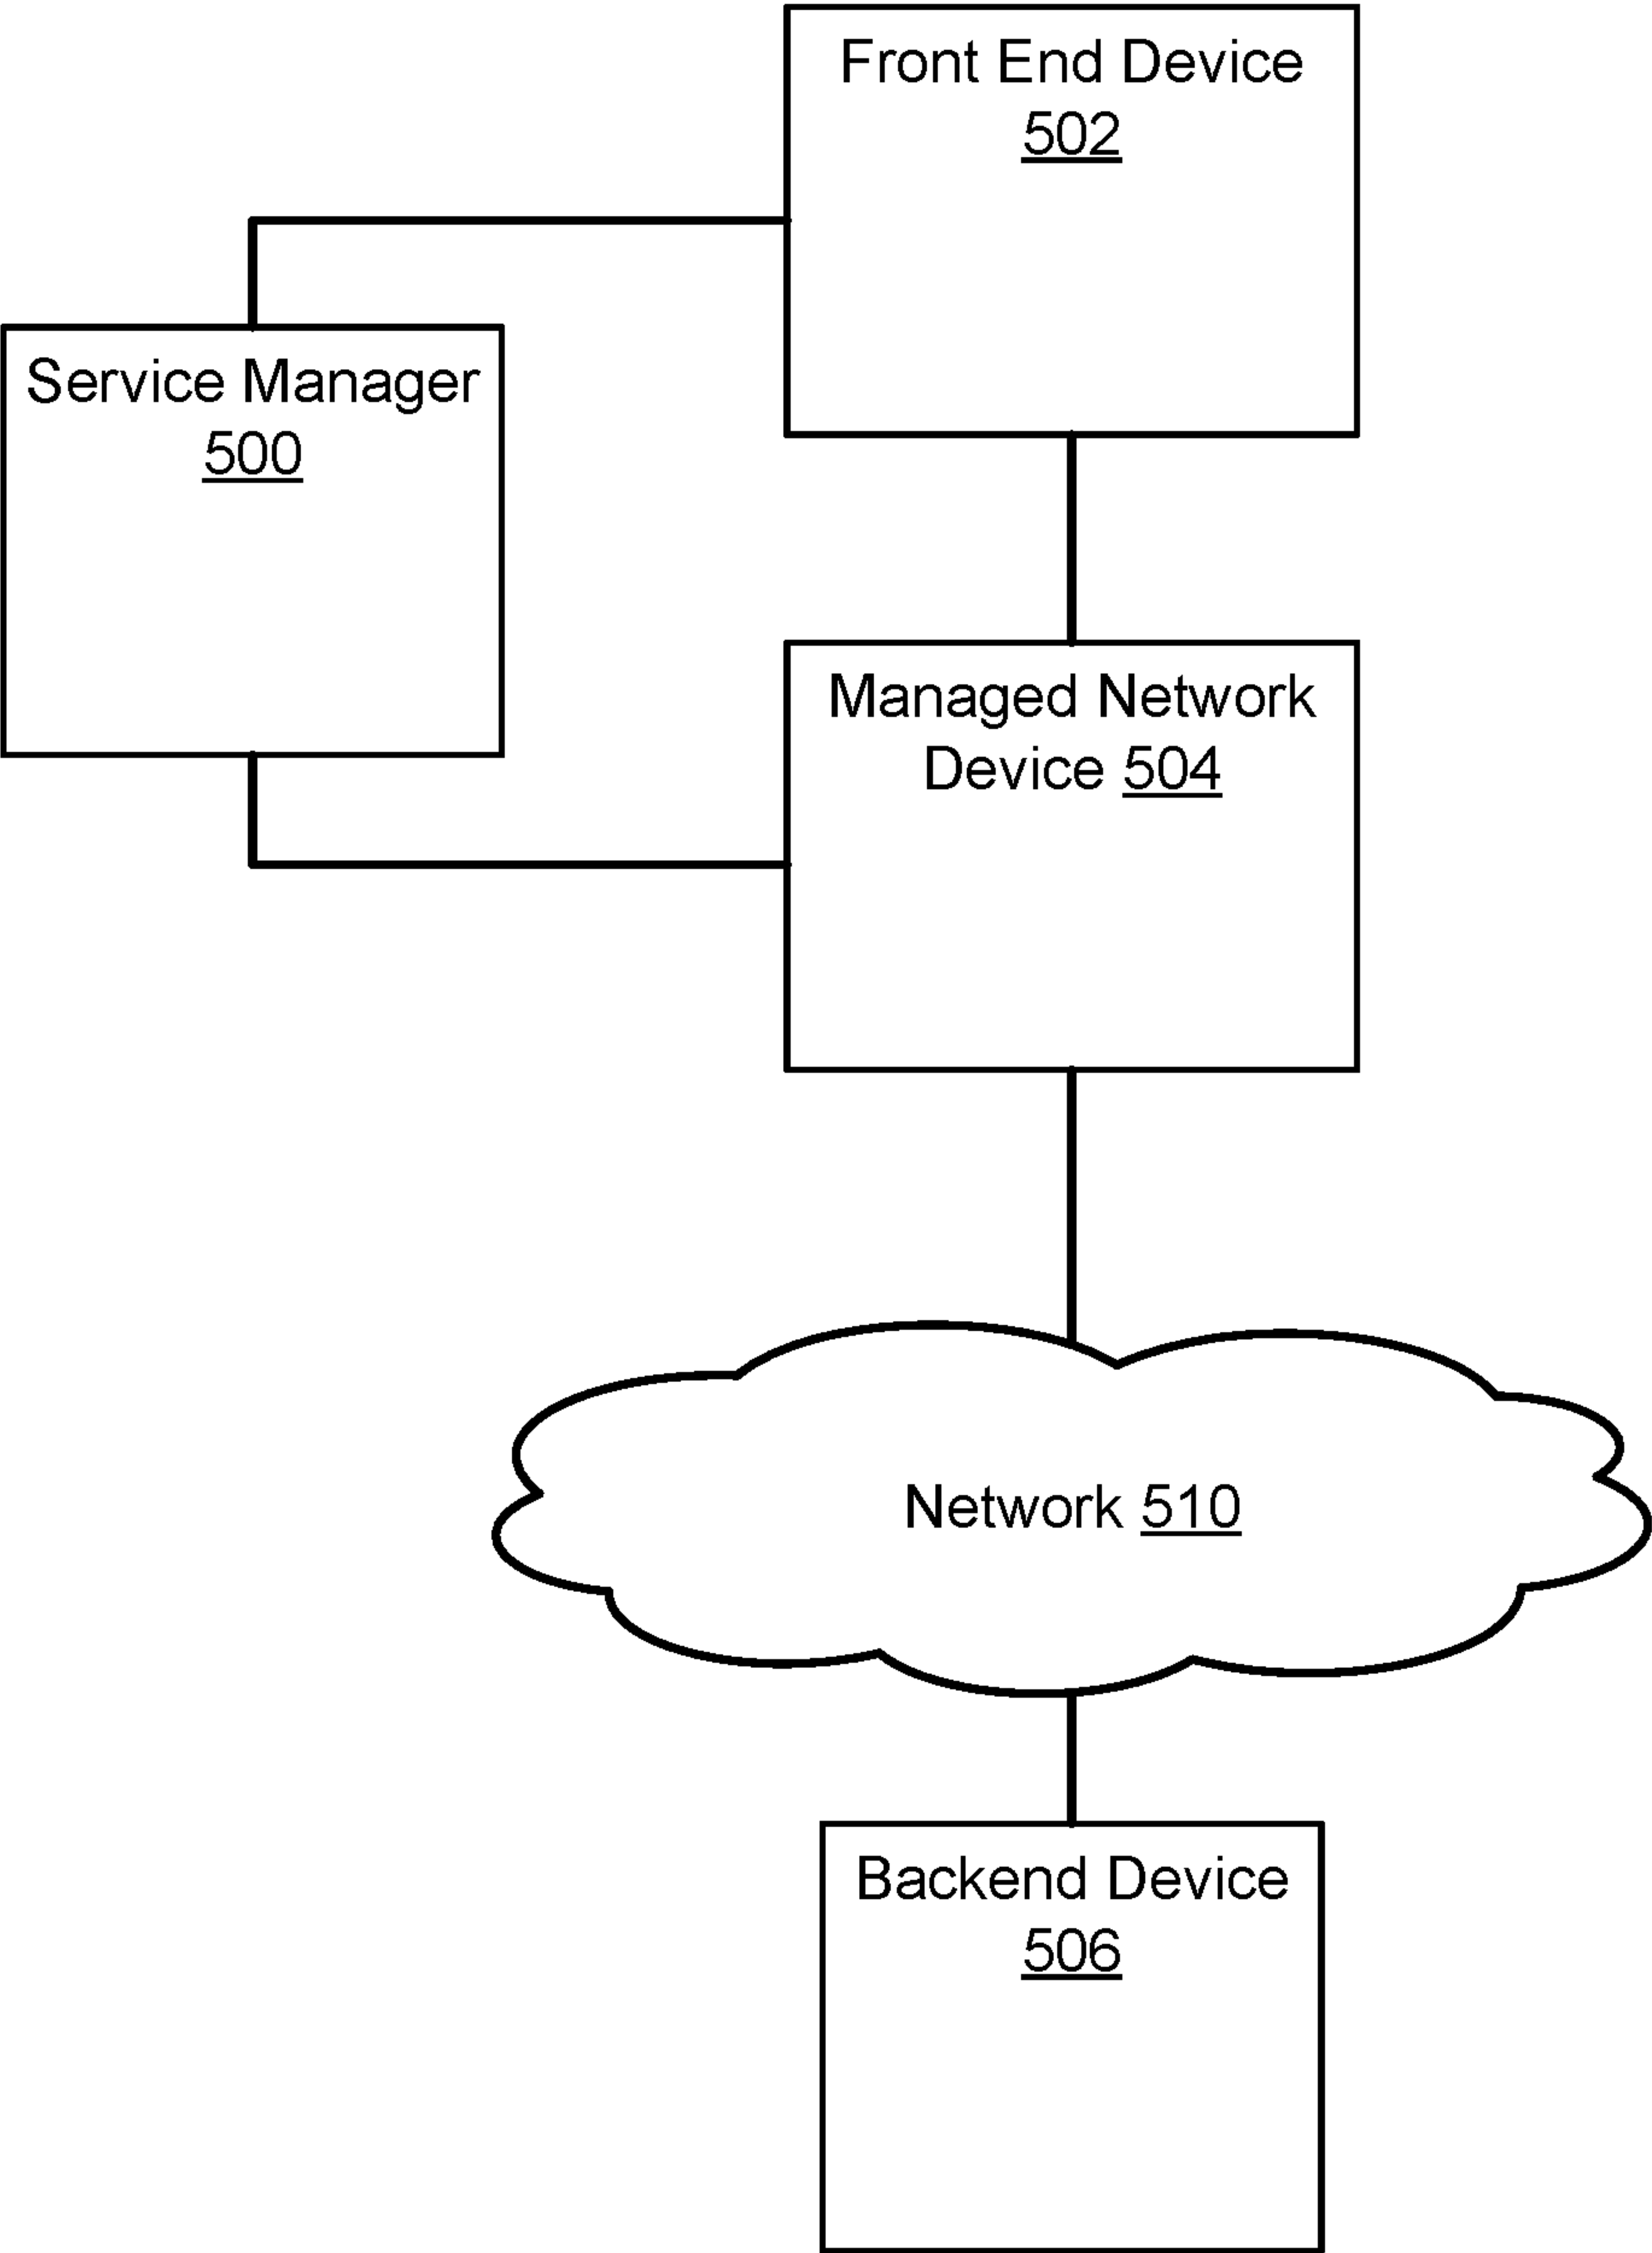 Front End Device
502
Service Manager
500
Managed Network
Device 504
Network 510
Backend Device
506